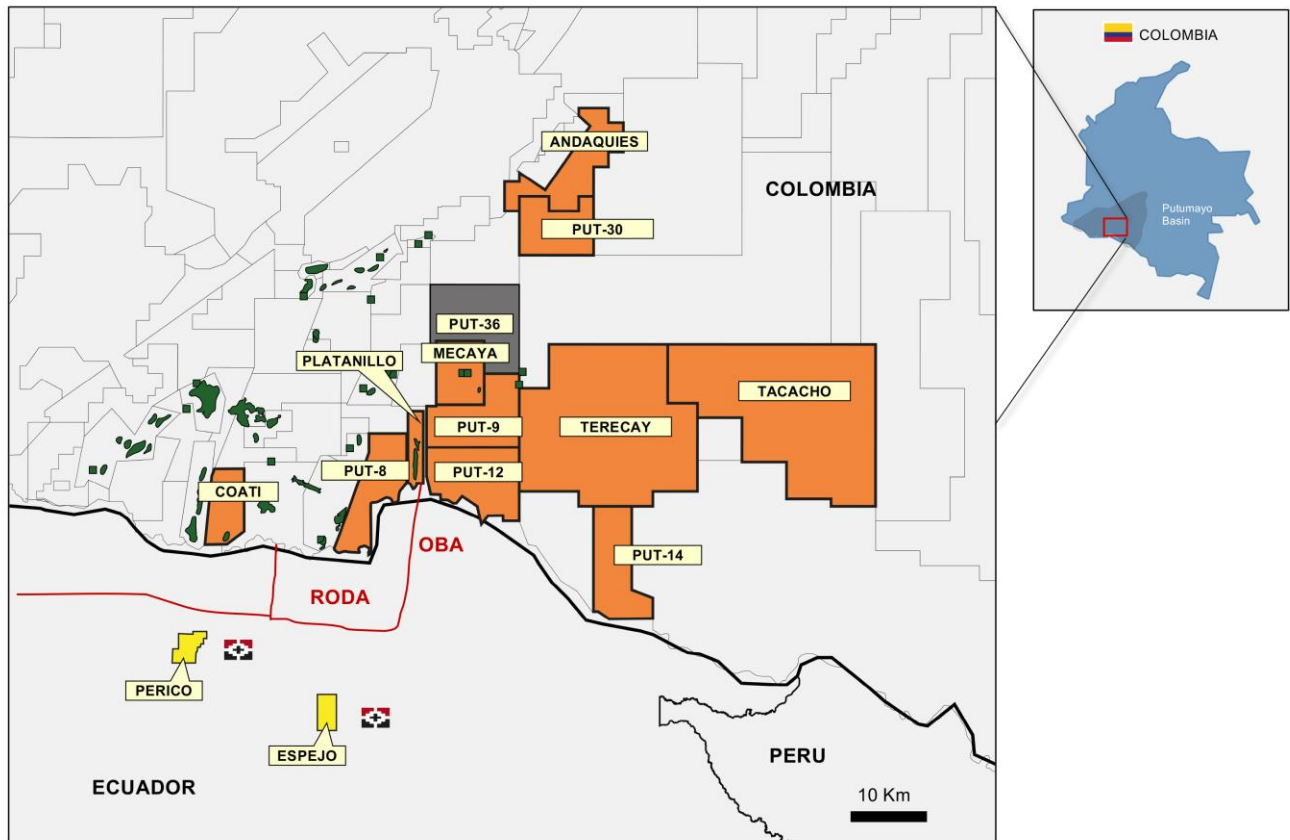 COLOMBIA
ANDAQUIES
COLOMBIA
PUT-30
Putumayo
Basin
PUT-36
MECAYA
PLATANILLO
TACACHO
PUT-9
TERECAY
PUT-8
PUT-12
COATI
OBA
PUT-14
RODA
PERICO
ESPEJO
PERU
ECUADOR
10 Km